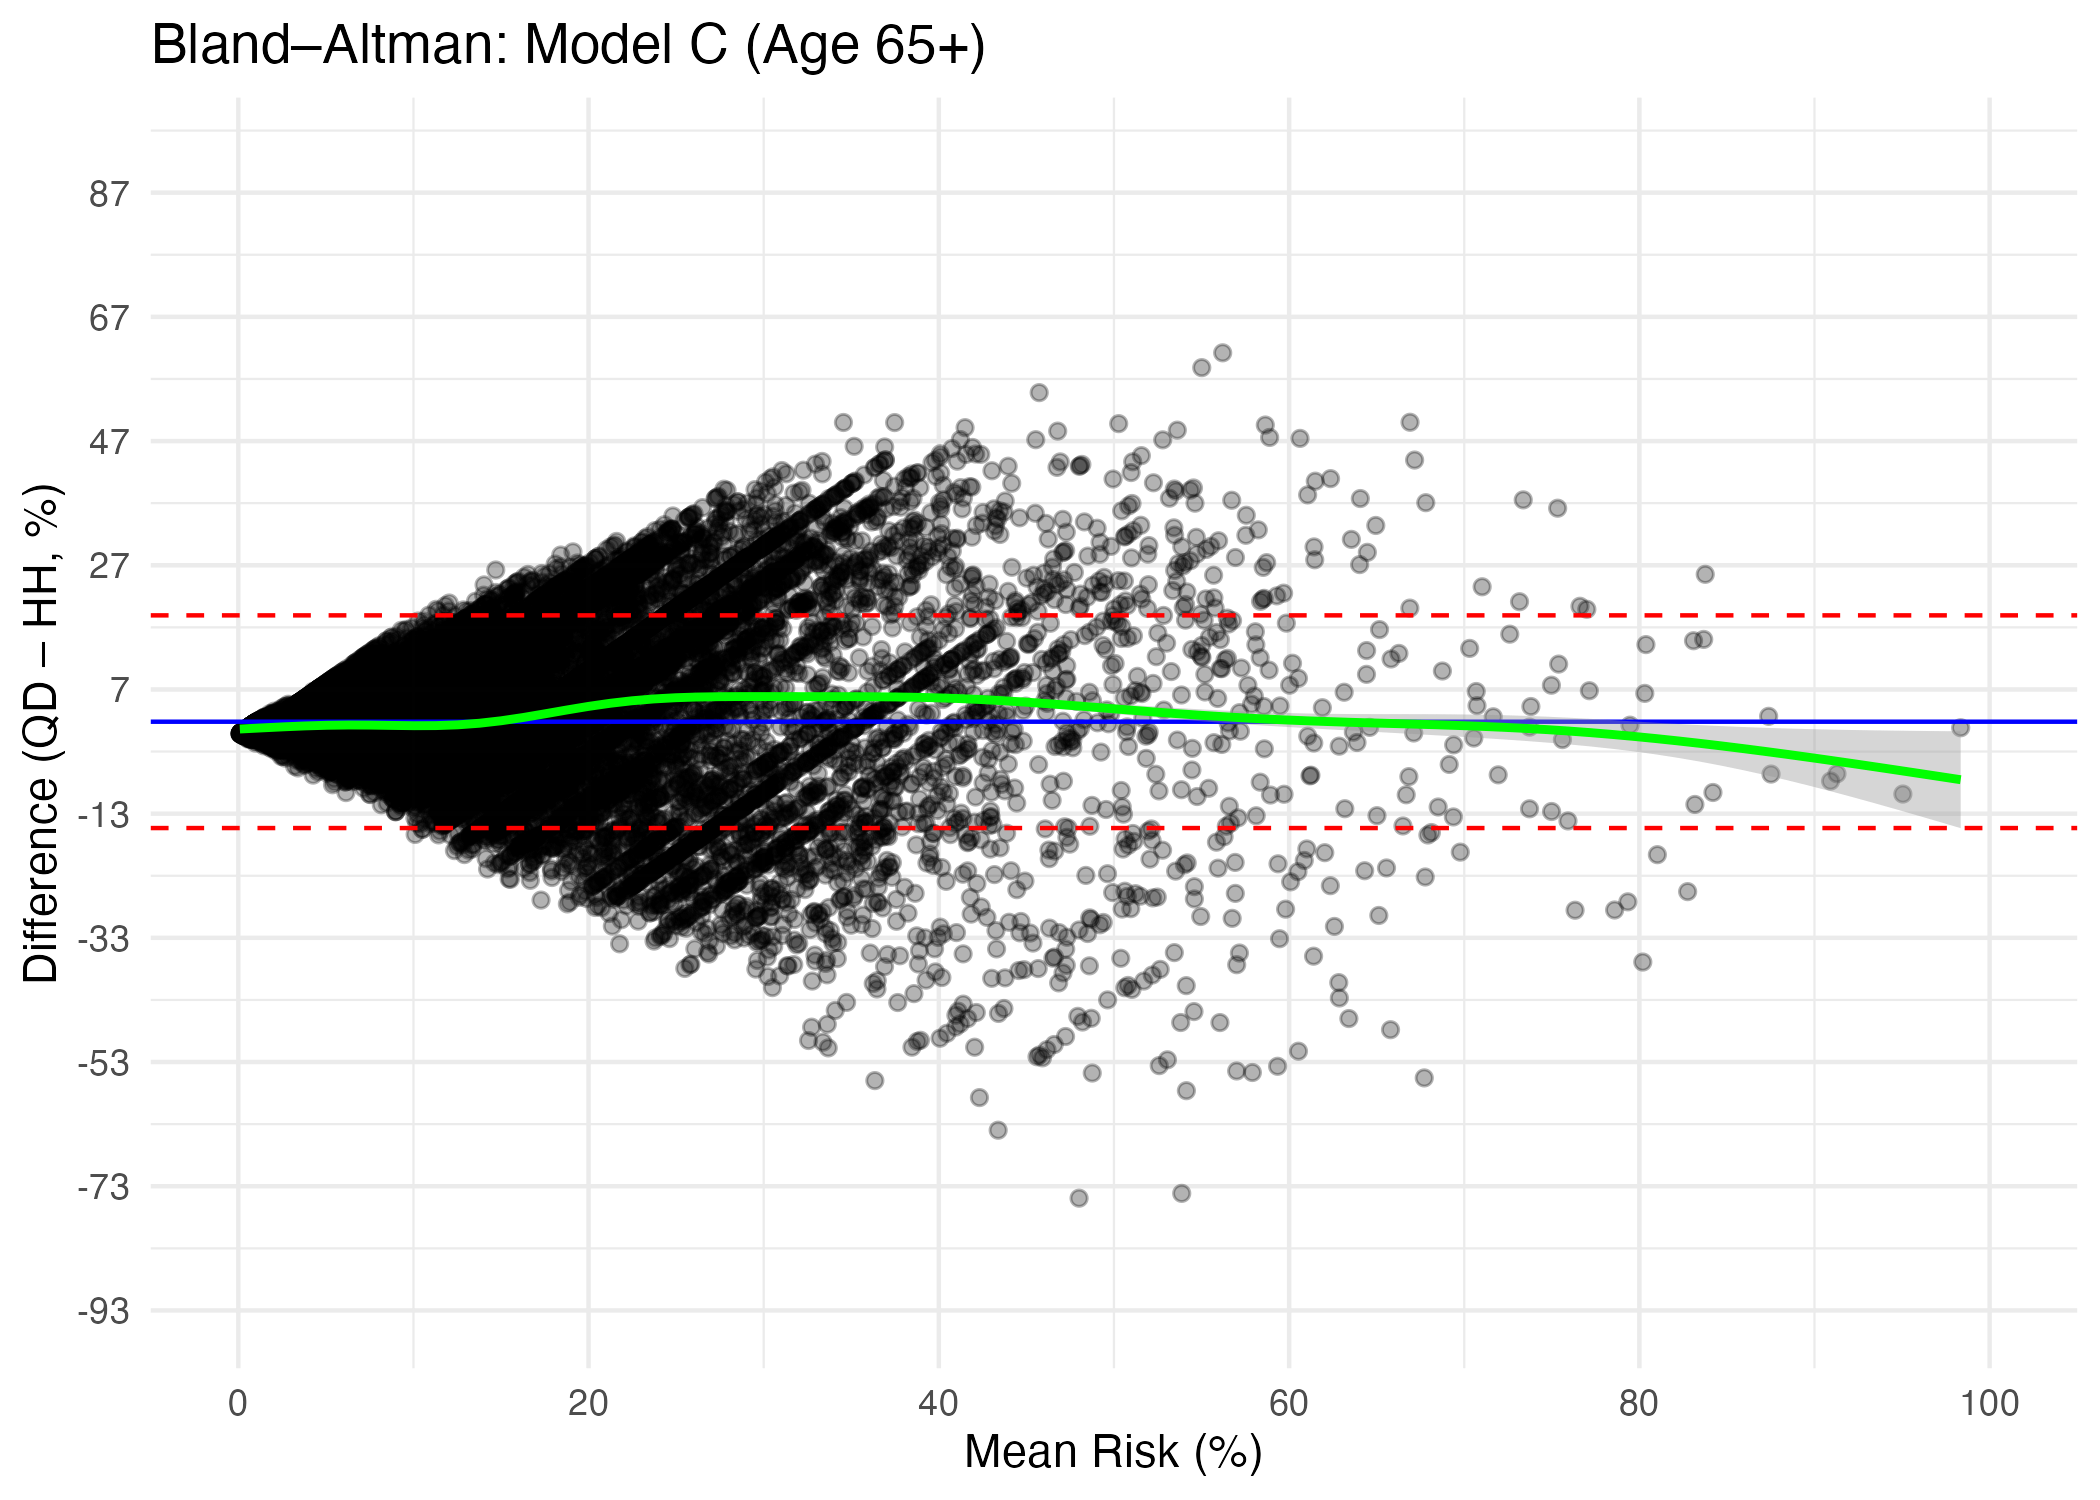 Bland–Altman: Model C (Age 65+)
Difference (QD – HH, %)
87
67
47
27
7
-13
-33
-53
-73
-93
0 20 40 60 80 100
Mean Risk (%)